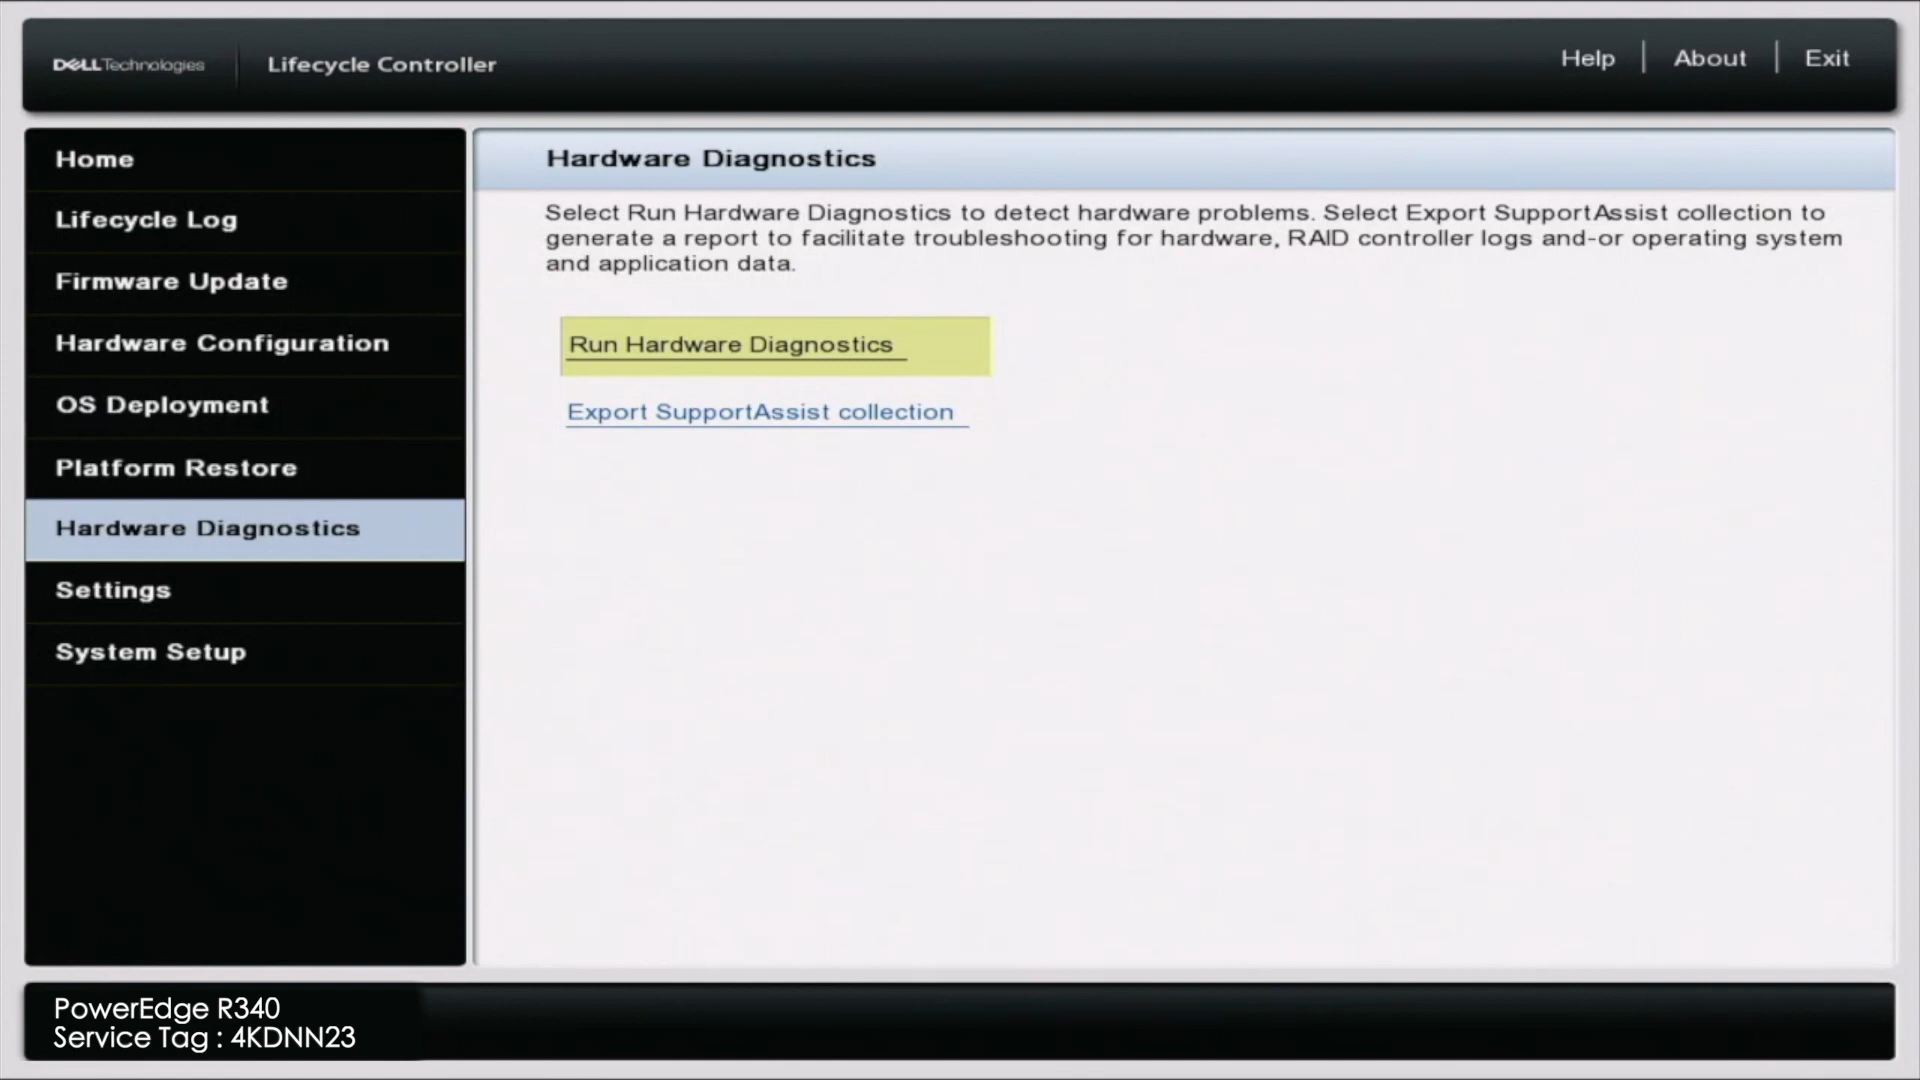 DELLTechnologies
Lifecycle Controller
Help
About
Exit
Home
Lifecycle Log
Firmware Update
Hardware Configuration
OS Deployment
Platform Restore
Hardware Diagnostics
Settings
System Setup
Hardware Diagnostics
Select Run Hardware Diagnostics to detect hardware problems. Select Export SupportAssist collection to
generate a report to facilitate troubleshooting for hardware, RAID controller logs and-or operating system
and application data.
Run Hardware Diagnostics
Export SupportAssist collection
PowerEdge R340
Service Tag : 4KDNN23